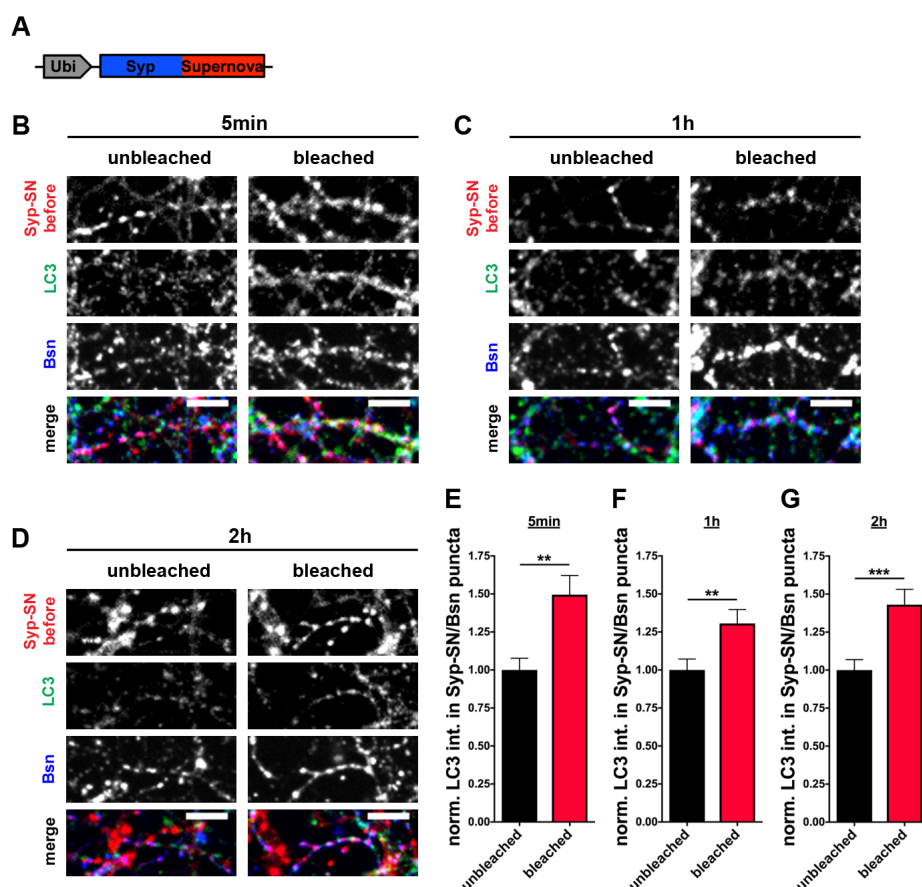 A
Ubi Syp Supernova
B
5min
unbleached bleached
Syp-SN
before
LC3
Bsn
merge
C
1h
unbleached bleached
Syp-SN
before
LC3
Bsn
merge
D
2h
unbleached bleached
Syp-SN
before
LC3
Bsn
merge
E
5min
norm. LC3 int. in Syp-SN/Bsn puncta
1.75
1.50
1.25
1.00
0.75
0.50
0.25
0.00
**
unbleached
bleached
F
1h
norm. LC3 int. in Syp-SN/Bsn puncta
1.75
1.50
1.25
1.00
0.75
0.50
0.25
0.00
**
unbleached
bleached
G
2h
norm. LC3 int. in Syp-SN/Bsn puncta
1.75
1.50
1.25
1.00
0.75
0.50
0.25
0.00
***
unbleached
bleached